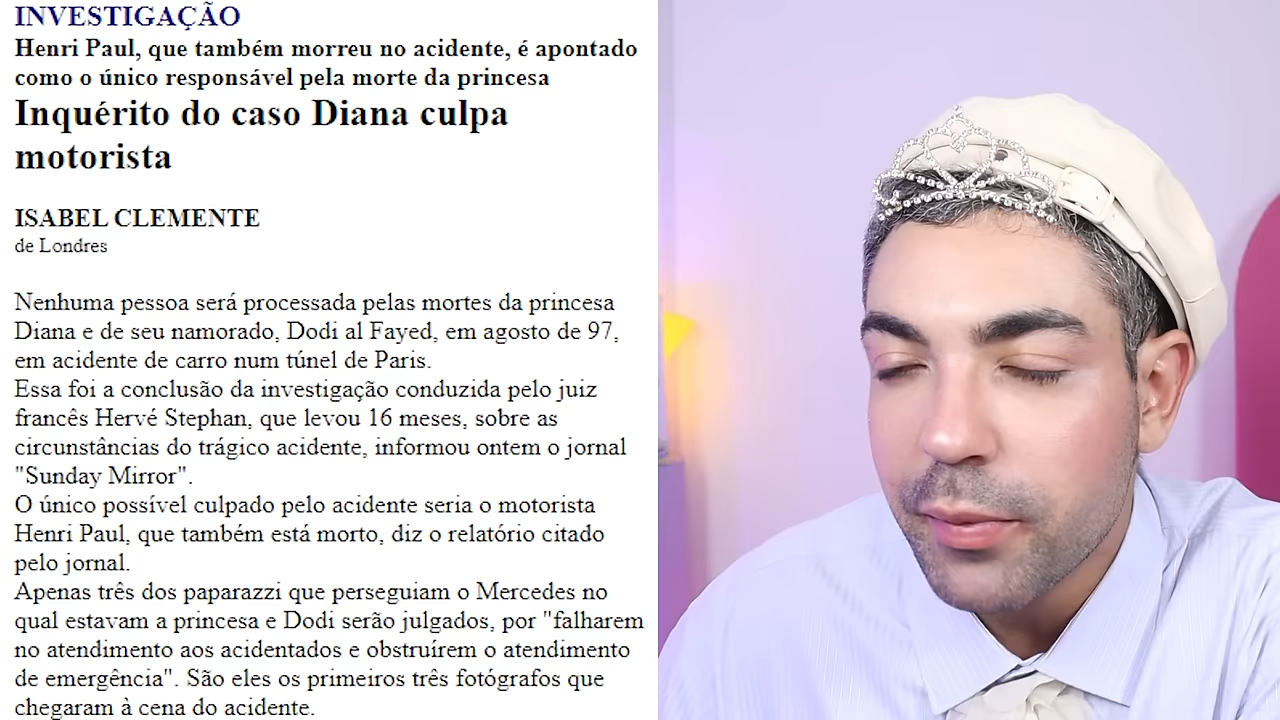 INVESTIGAÇÃO
Henri Paul, que também morreu no acidente, é apontado
como o único responsável pela morte da princesa
Inquérito do caso Diana culpa
motorista
ISABEL CLEMENTE
de Londres
Nenhuma pessoa será processada pelas mortes da princesa
Diana e de seu namorado, Dodi al Fayed, em agosto de 97,
em acidente de carro num túnel de Paris.
Essa foi a conclusão da investigação conduzida pelo juiz
francês Hervé Stephan, que levou 16 meses, sobre as
circunstâncias do trágico acidente, informou ontem o jornal
"Sunday Mirror".
O único possível culpado pelo acidente seria o motorista
Henri Paul, que também está morto, diz o relatório citado
pelo jornal.
Apenas três dos paparazzi que perseguiam o Mercedes no
qual estavam a princesa e Dodi serão julgados, por "falharem
no atendimento aos acidentados e obstruírem o atendimento
de emergência". São eles os primeiros três fotógrafos que
chegaram à cena do acidente.